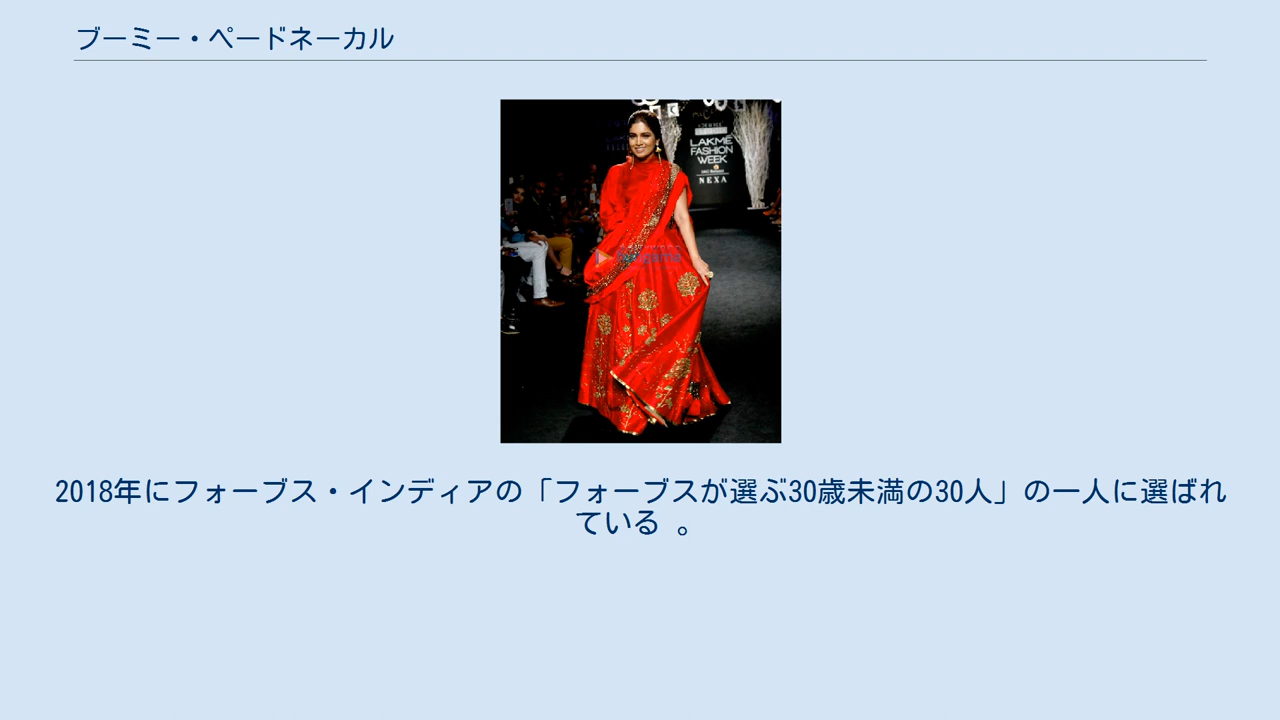 ブーミー・ペードネーカル
LAKMÉ
FASHION
WEEK
NEXA
hungama
2018年にフォーブス・インディアの「フォーブスが選ぶ30歳未満の30人」の一人に選ばれ
ている 。